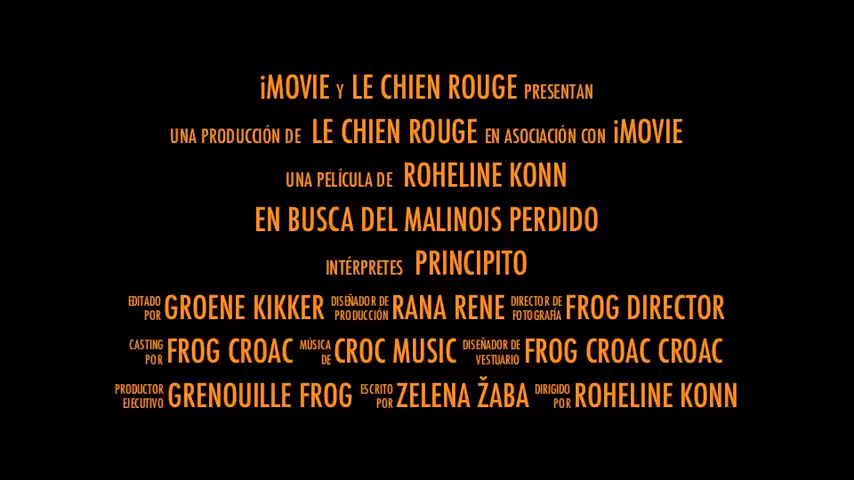 iMOVIE Y LE CHIEN ROUGE PRESENTAN
UNA PRODUCCIÓN DE LE CHIEN ROUGE EN ASOCIACIÓN CON iMOVIE
UNA PELÍCULA DE ROHELINE KONN
EN BUSCA DEL MALINOIS PERDIDO
INTÉRPRETES PRINCIPITO
EDITADO POR GROENE KIKKER DISEÑADOR DE PRODUCCIÓN RANA RENE DIRECTOR DE FOTOGRAFÍA FROG DIRECTOR
CASTING POR FROG CROAC MÚSICA DE CROC MUSIC DISEÑADOR DE VESTUARIO FROG CROAC CROAC
PRODUCTOR EJECUTIVO GRENOUILLE FROG ESCRITO POR ZELENA ŽABA DIRIGIDO POR ROHELINE KONN